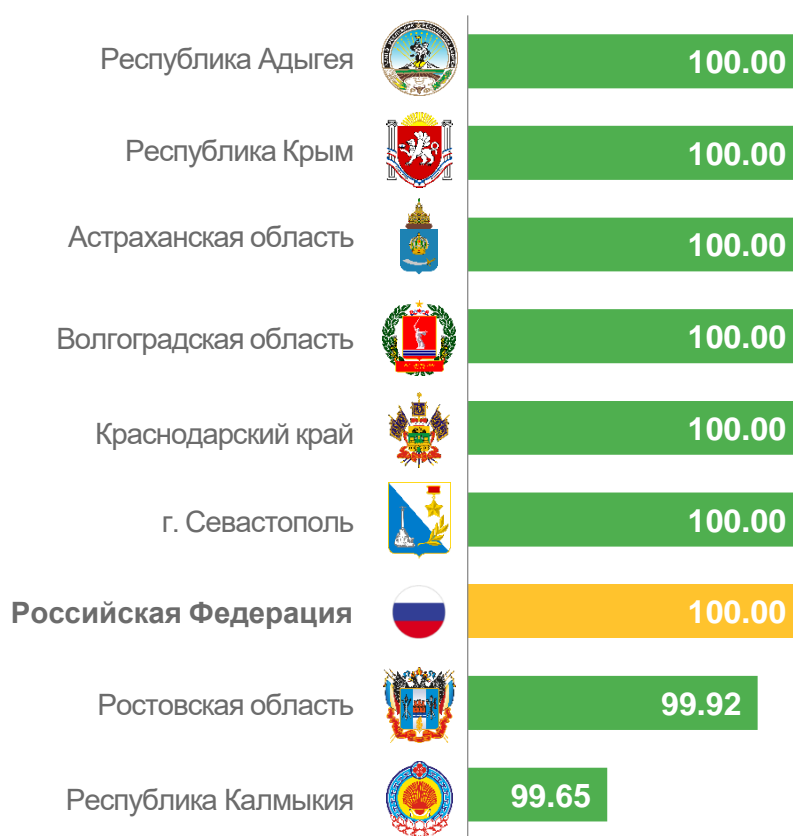 Республика Адыгея 100.00
Республика Крым 100.00
Астраханская область 100.00
Волгоградская область 100.00
Краснодарский край 100.00
г. Севастополь 100.00
Российская Федерация 100.00
Ростовская область 99.92
Республика Калмыкия 99.65